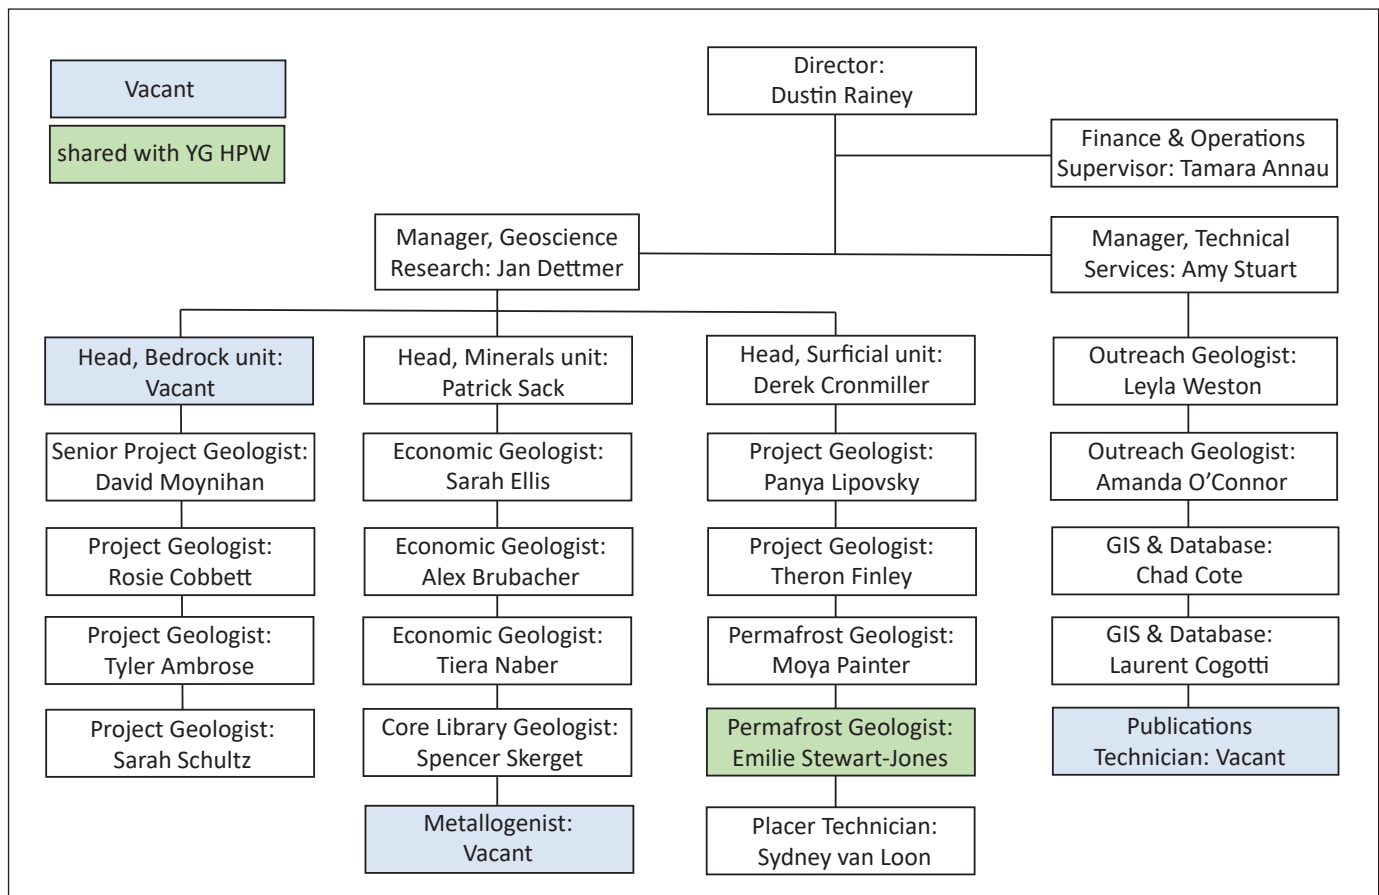 Vacant
shared with YG HPW
Director:
Dustin Rainey
Finance & Operations
Supervisor: Tamara Annau
Manager, Geoscience
Research: Jan Dettmer
Manager, Technical
Services: Amy Stuart
Head, Bedrock unit:
Vacant
Senior Project Geologist:
David Moynihan
Project Geologist:
Rosie Cobbett
Project Geologist:
Tyler Ambrose
Project Geologist:
Sarah Schultz
Head, Minerals unit:
Patrick Sack
Economic Geologist:
Sarah Ellis
Economic Geologist:
Alex Brubacher
Economic Geologist:
Tiera Naber
Core Library Geologist:
Spencer Skerget
Metallogenist:
Vacant
Head, Surficial unit:
Derek Cronmiller
Project Geologist:
Panya Lipovsky
Project Geologist:
Theron Finley
Permafrost Geologist:
Moya Painter
Permafrost Geologist:
Emilie Stewart-Jones
Placer Technician:
Sydney van Loon
Outreach Geologist:
Leyla Weston
Outreach Geologist:
Amanda O’Connor
GIS & Database:
Chad Cote
GIS & Database:
Laurent Cogotti
Publications
Technician: Vacant